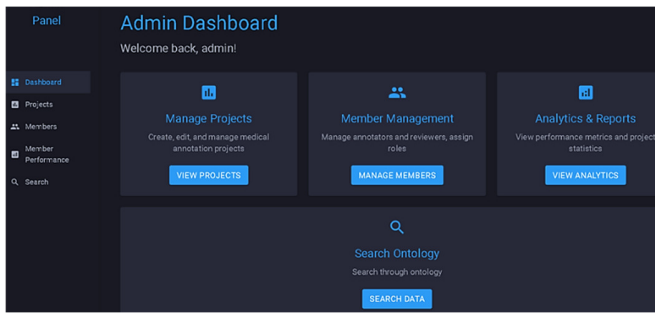 Panel
Admin Dashboard
Welcome back, admin!
Dashboard
Projects
Members
Member
Performance
Search
Manage Projects
Create, edit, and manage medical
annotation projects
VIEW PROJECTS
Member Management
Manage annotators and reviewers, assign
roles
MANAGE MEMBERS
Analytics & Reports
View performance metrics and project
statistics
VIEW ANALYTICS
Search Ontology
Search through ontology
SEARCH DATA